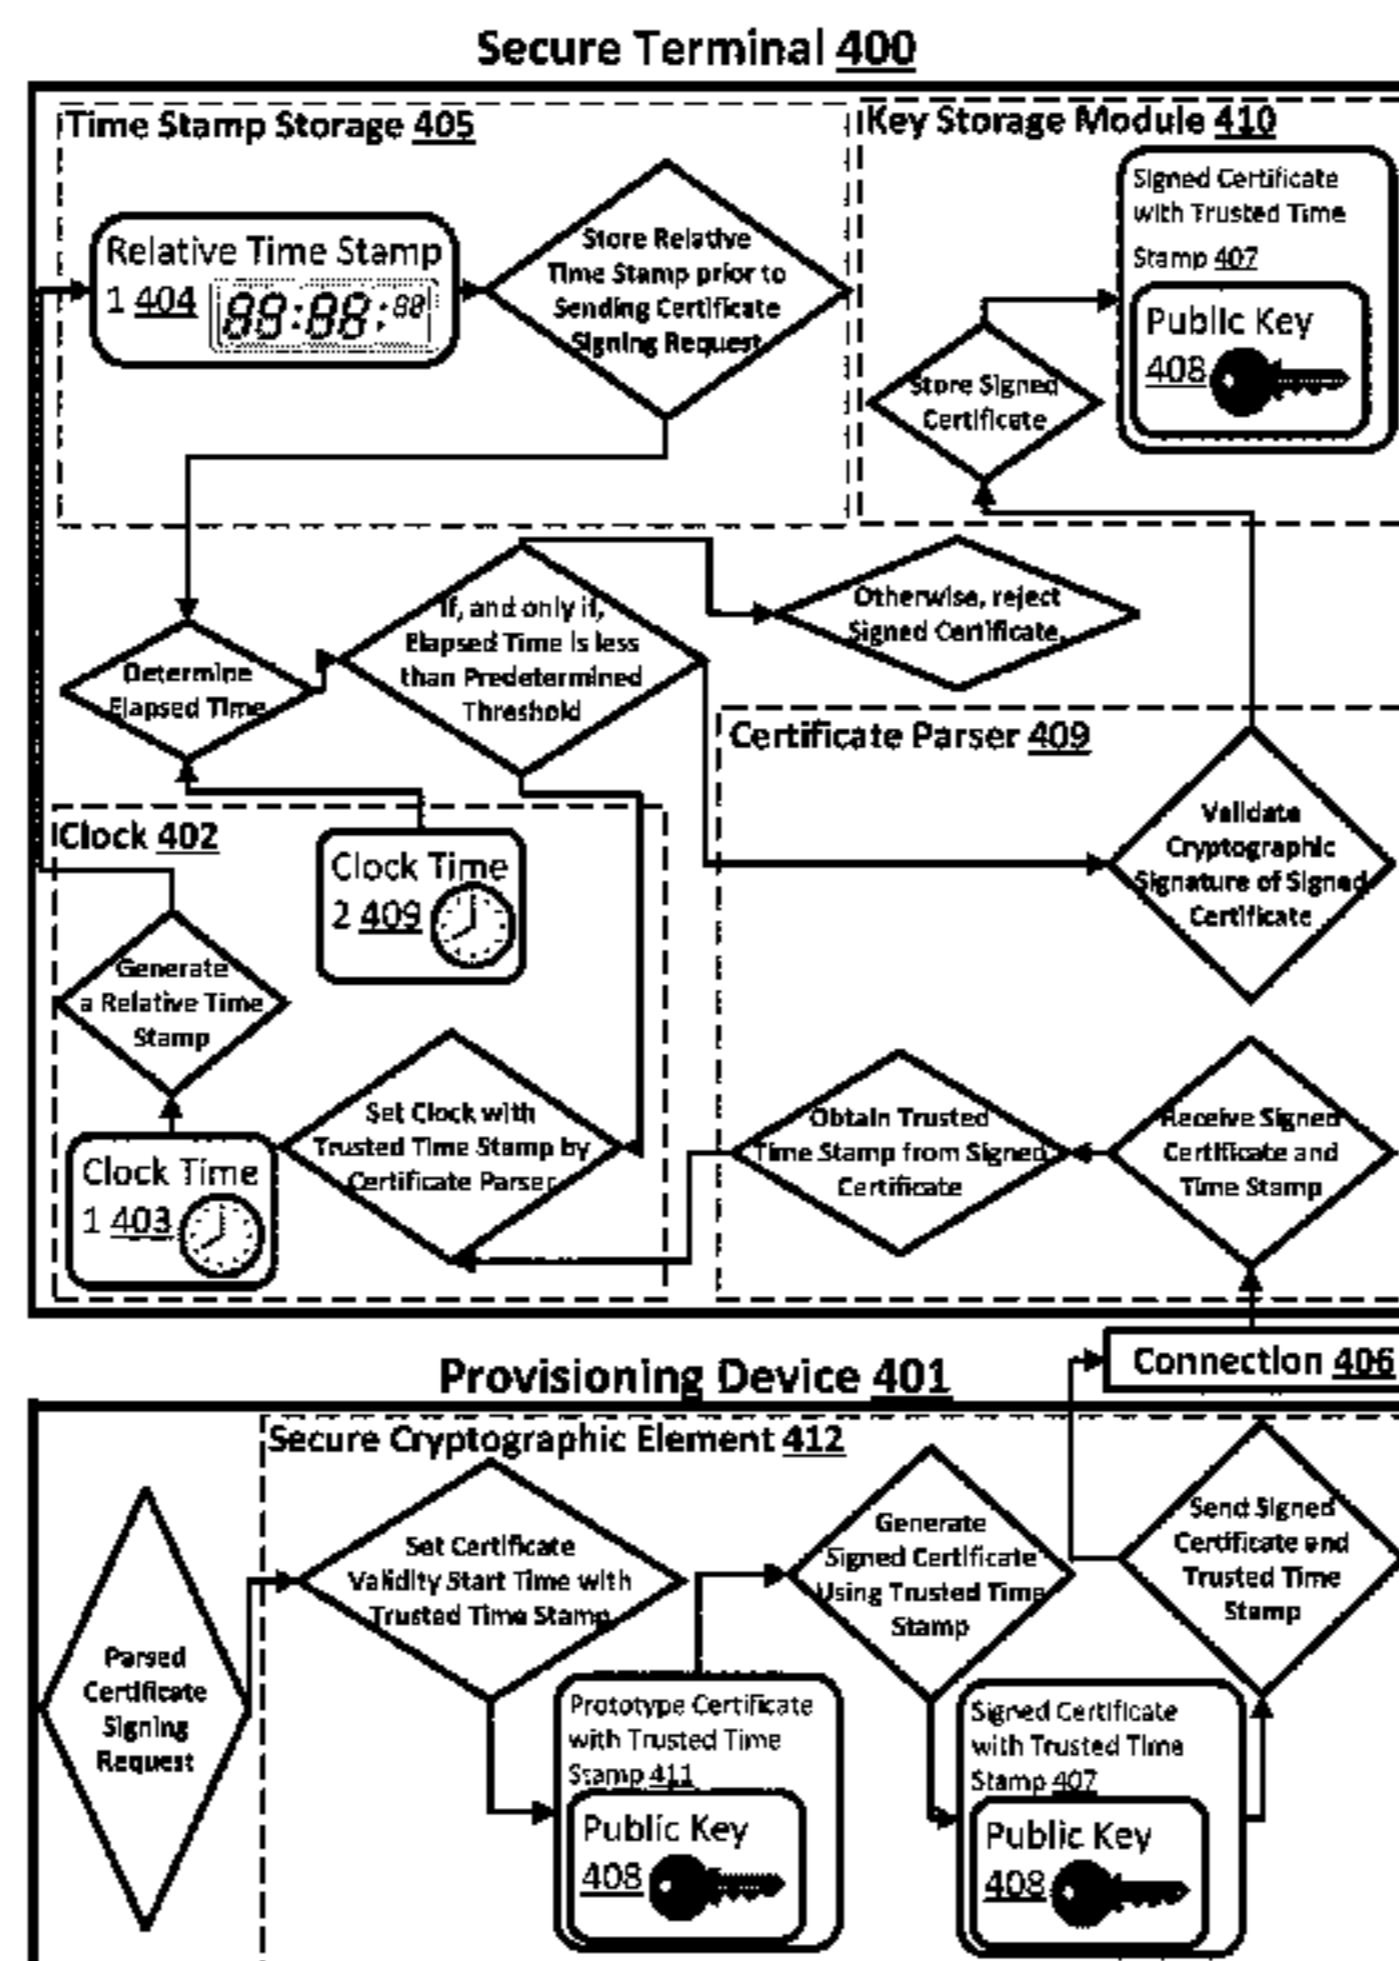 Secure Terminal 400
Time Stamp Storage 405
Relative Time Stamp
1 404
88:88:88
Store Relative
Time Stamp prior to
Sending Certificate
Signing Request
Key Storage Module 410
Signed Certificate
with Trusted Time
Stamp 407
Public Key
408
Store Signed
Certificate
Determine
Elapsed Time
If, and only if,
Elapsed Time is less
than Predetermined
Threshold
Otherwise, reject
Signed Certificate
Certificate Parser 409
Validate
Cryptographic
Signature of Signed
Certificate
Clock 402
Clock Time
2 409
Generate
a Relative Time
Stamp
Clock Time
1 403
Set Clock with
Trusted Time Stamp by
Certificate Parser
Obtain Trusted
Time Stamp from Signed
Certificate
Receive Signed
Certificate and
Time Stamp
Connection 406
Provisioning Device 401
Secure Cryptographic Element 412
Parsed
Certificate
Signing
Request
Set Certificate
Validity Start Time with
Trusted Time Stamp
Prototype Certificate
with Trusted Time
Stamp 411
Public Key
408
Generate
Signed Certificate
Using Trusted Time
Stamp
Signed Certificate
with Trusted Time
Stamp 407
Public Key
408
Send Signed
Certificate and
Trusted Time
Stamp